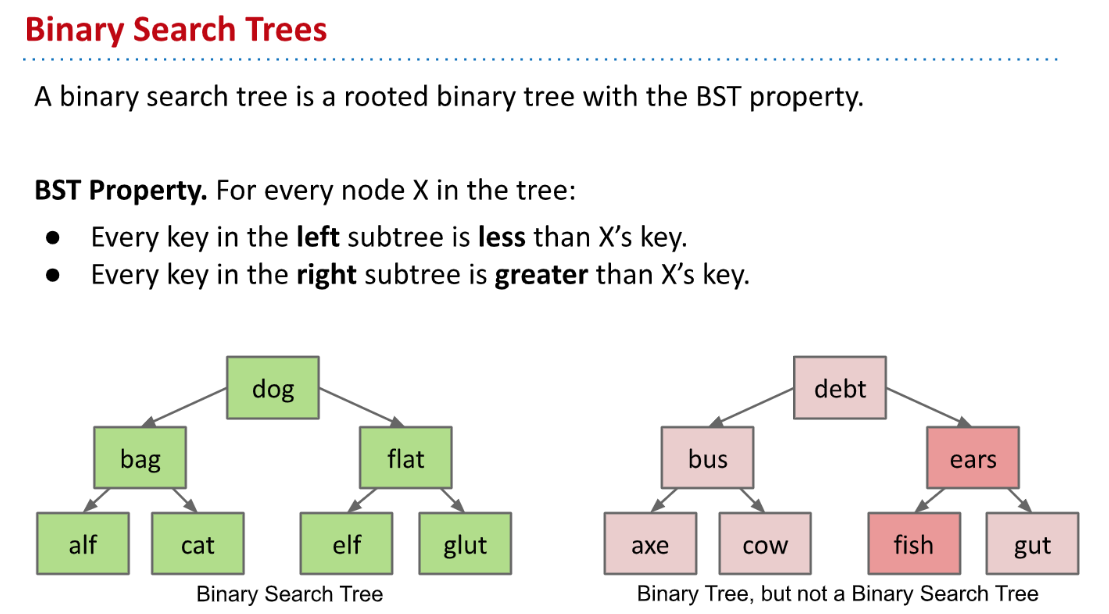 Binary Search Trees
A binary search tree is a rooted binary tree with the BST property.
BST Property. For every node X in the tree:
● Every key in the left subtree is less than X’s key.
● Every key in the right subtree is greater than X’s key.
dog
bag
flat
alf
cat
elf
glut
Binary Search Tree
debt
bus
ears
axe
cow
fish
gut
Binary Tree, but not a Binary Search Tree